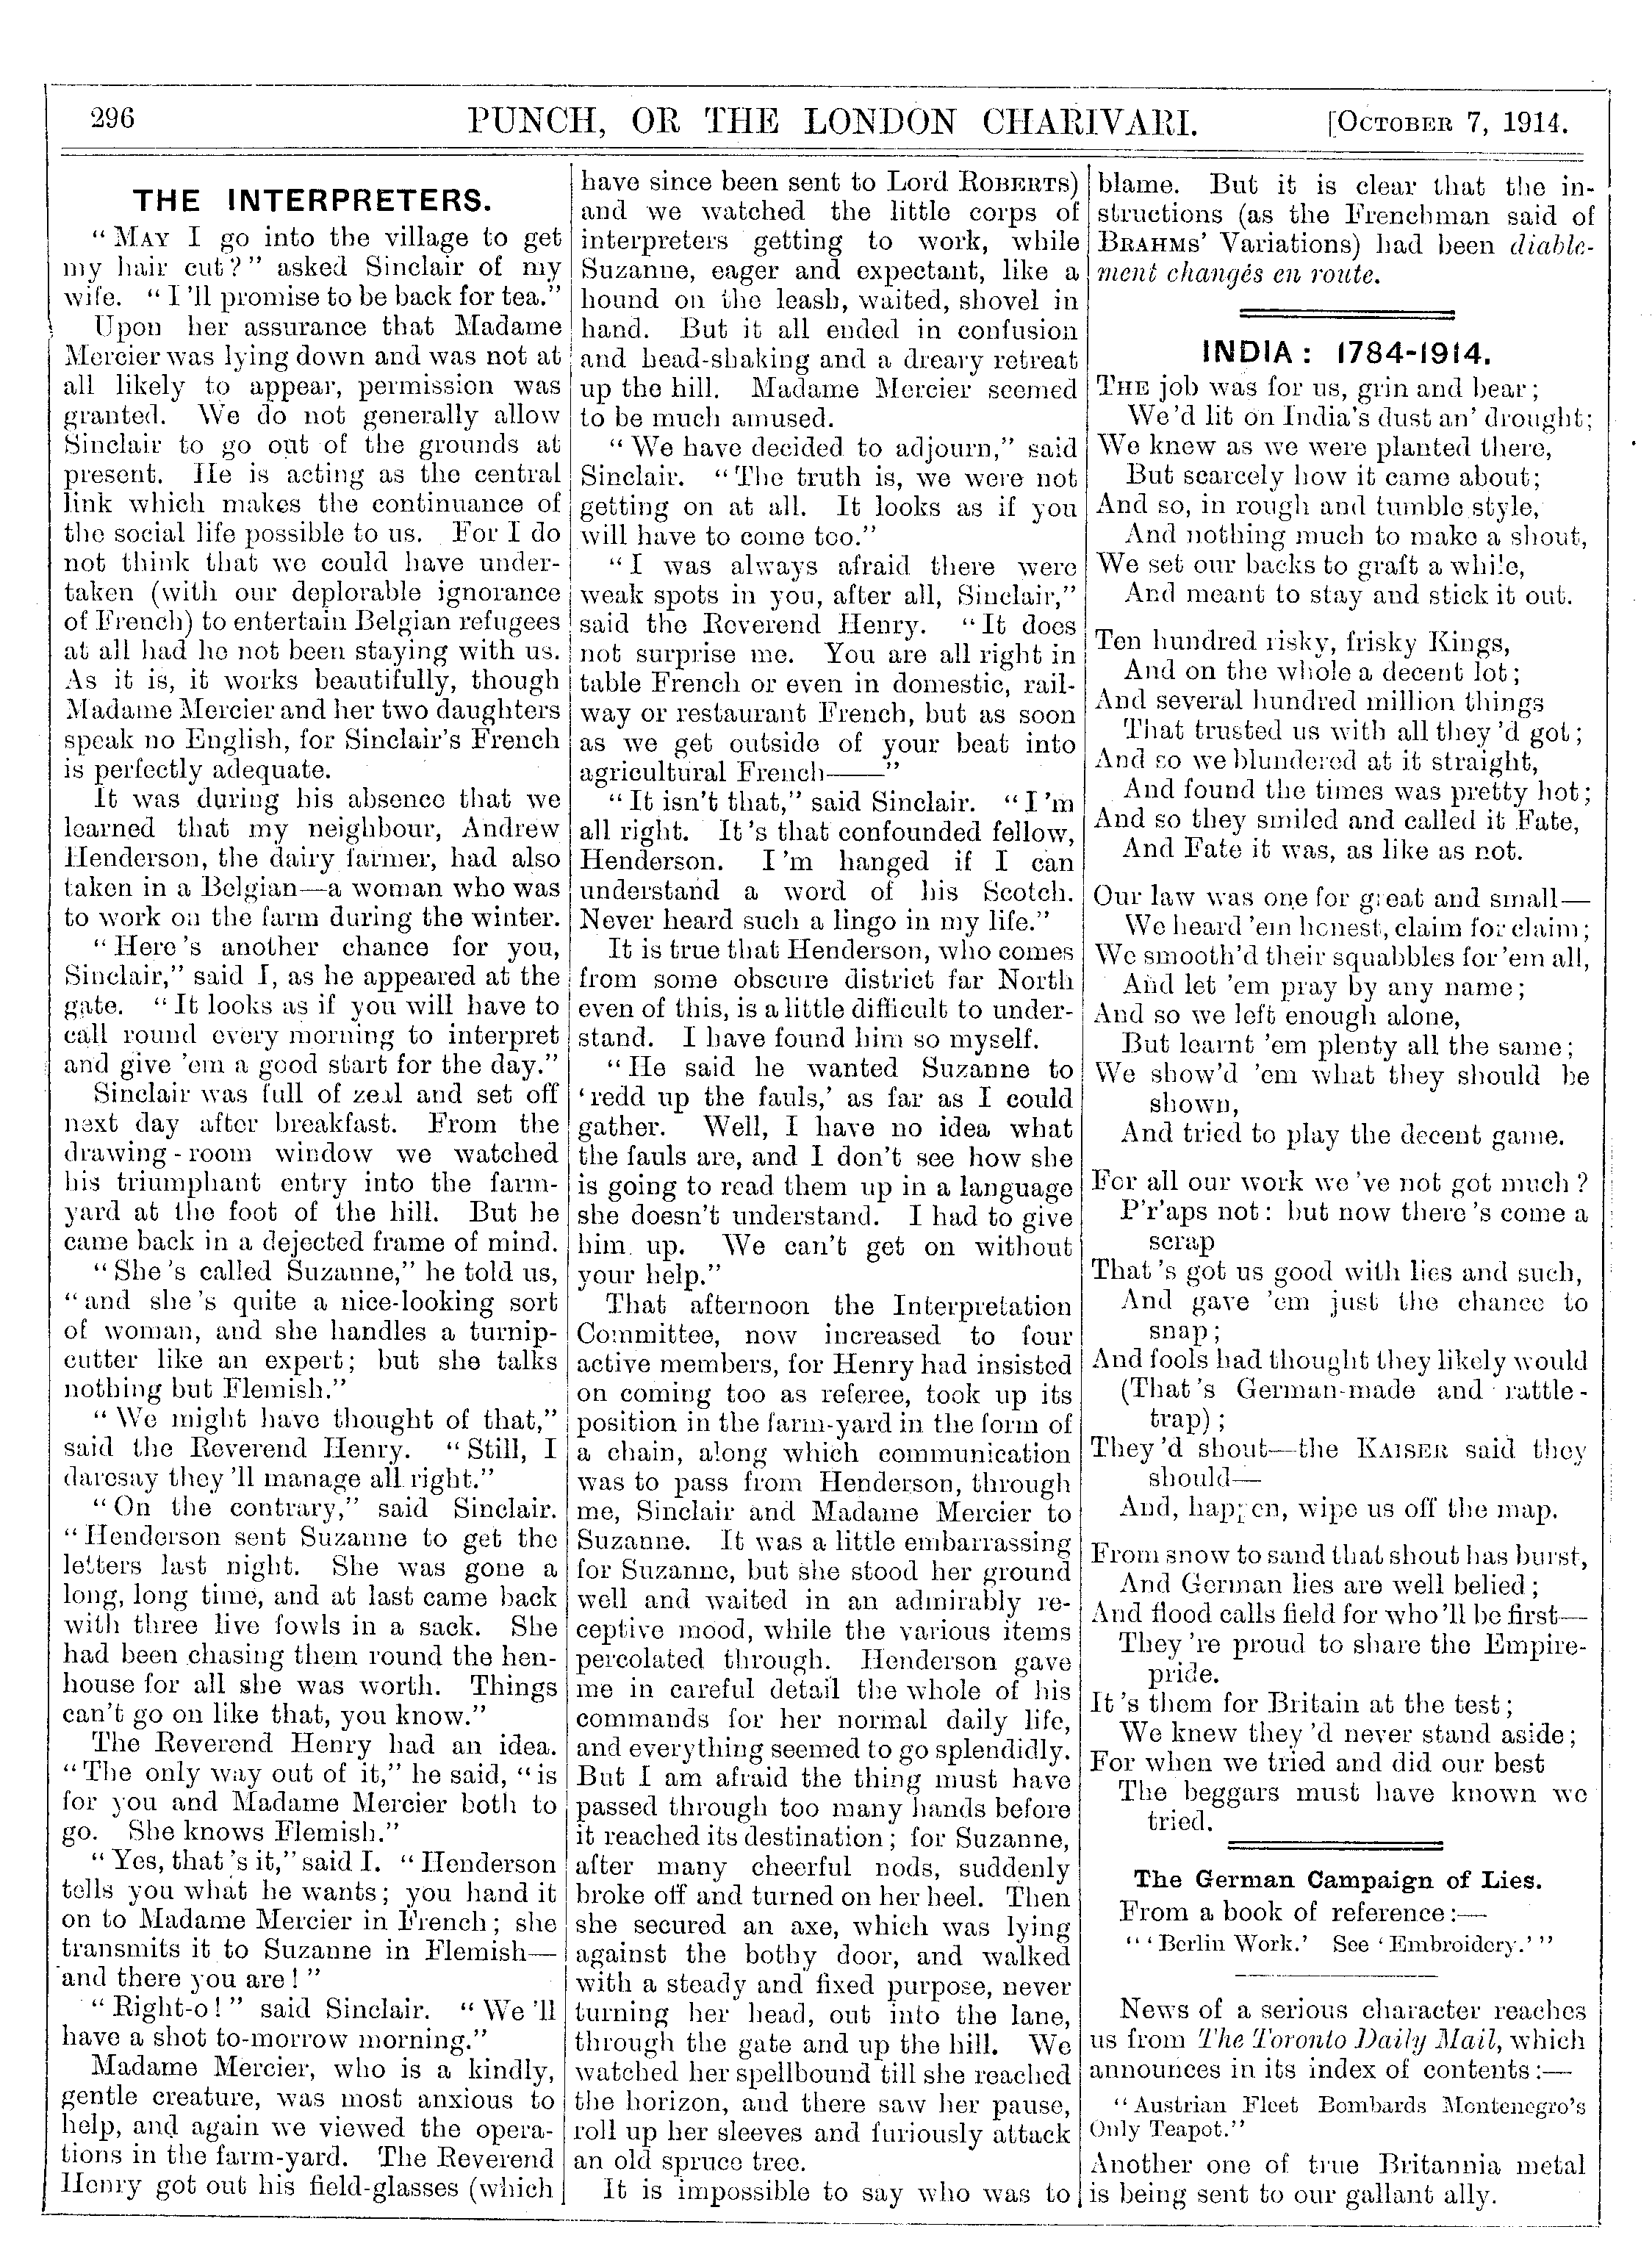 296
PUNCH, OR THE LONDON CHARIVARI.
[October 7, 1914.
THE INTERPRETERS.
"May I go into the village to get
my hair cut?" asked Sinclair of my
wife. "I'll promise to be back for tea."
Upon her assurance that Madame
Mercier was lying down and was not at
all likely to appear, permission was
granted. We do not generally allow
Sinclair to go out of the grounds at
present. He is acting as the central
link which makes the continuance of
the social life possible to us. For I do
not think that we could have under-
taken (with our deplorable ignorance
of French) to entertain Belgian refugees
at all had he not been staying with us.
As it is, it works beautifully, though
Madame Mercier and her two daughters
speak no English, for Sinclair's French
is perfectly adequate.
It was during his absence that we
learned that my neighbour, Andrew
Henderson, the dairy farmer, had also
taken in a Belgian—a woman who was
to work on the farm during the winter.
"Here's another chance for you,
Sinclair," said I, as he appeared at the
gate. "It looks as if you will have to
call round every morning to interpret
and give 'em a good start for the day."
Sinclair was full of zeal and set off
next day after breakfast. From the
drawing-room window we watched
his triumphant entry into the farm-
yard at the foot of the hill. But he
came back in a dejected frame of mind.
"She's called Suzanne," he told us,
"and she's quite a nice-looking sort
of woman, and she handles a turnip-
cutter like an expert; but she talks
nothing but Flemish."
"We might have thought of that,"
said the Reverend Henry. "Still, I
daresay they'll manage all right."
"On the contrary," said Sinclair.
"Henderson sent Suzanne to get the
letters last night. She was gone a
long, long time, and at last came back
with three live fowls in a sack. She
had been chasing them round the hen-
house for all she was worth. Things
can't go on like that, you know."
The Reverend Henry had an idea.
"The only way out of it," he said, "is
for you and Madame Mercier both to
go. She knows Flemish."
"Yes, that's it," said I. "Henderson
tells you what he wants; you hand it
on to Madame Mercier in French; she
transmits it to Suzanne in Flemish—
and there you are!"
"Right-o!" said Sinclair. "We'll
have a shot to-morrow morning."
Madame Mercier, who is a kindly,
gentle creature, was most anxious to
help, and again we viewed the opera-
tions in the farm-yard. The Reverend
Henry got out his field-glasses (which
have since been sent to Lord Roberts)
and we watched the little corps of
interpreters getting to work, while
Suzanne, eager and expectant, like a
hound on the leash, waited, shovel in
hand. But it all ended in confusion
and head-shaking and a dreary retreat
up the hill. Madame Mercier seemed
to be much amused.
"We have decided to adjourn," said
Sinclair. "The truth is, we were not
getting on at all. It looks as if you
will have to come too."
"I was always afraid there were
weak spots in you, after all, Sinclair,"
said the Reverend Henry. "It does
not surprise me. You are all right in
table French or even in domestic, rail-
way or restaurant French, but as soon
as we get outside of your beat into
agricultural French——"
"It isn't that," said Sinclair. "I'm
all right. It's that confounded fellow,
Henderson. I'm hanged if I can
understand a word of his Scotch.
Never heard such a lingo in my life."
It is true that Henderson, who comes
from some obscure district far North
even of this, is a little difficult to under-
stand. I have found him so myself.
"He said he wanted Suzanne to
'redd up the fauls,' as far as I could
gather. Well, I have no idea what
the fauls are, and I don't see how she
is going to read them up in a language
she doesn't understand. I had to give
him up. We can't get on without
your help."
That afternoon the Interpretation
Committee, now increased to four
active members, for Henry had insisted
on coming too as referee, took up its
position in the farm-yard in the form of
a chain, along which communication
was to pass from Henderson, through
me, Sinclair and Madame Mercier to
Suzanne. It was a little embarrassing
for Suzanne, but she stood her ground
well and waited in an admirably re-
ceptive mood, while the various items
percolated through. Henderson gave
me in careful detail the whole of his
commands for her normal daily life,
and everything seemed to go splendidly.
But I am afraid the thing must have
passed through too many hands before
it reached its destination; for Suzanne,
after many cheerful nods, suddenly
broke off and turned on her heel. Then
she secured an axe, which was lying
against the bothy door, and walked
with a steady and fixed purpose, never
turning her head, out into the lane,
through the gate and up the hill. We
watched her spellbound till she reached
the horizon, and there saw her pause,
roll up her sleeves and furiously attack
an old spruce tree.
It is impossible to say who was to
blame. But it is clear that the in-
structions (as the Frenchman said of
Brahms' Variations) had been diable-
ment changés en route.
INDIA: 1784-1914.
The job was for us, grin and bear;
We'd lit on India's dust an' drought;
We knew as we were planted there,
But scarcely how it came about;
And so, in rough and tumble style,
And nothing much to make a shout,
We set our backs to graft a while,
And meant to stay and stick it out.
Ten hundred risky, frisky Kings,
And on the whole a decent lot;
And several hundred million things
That trusted us with all they'd got;
And so we blundered at it straight,
And found the times was pretty hot;
And so they smiled and called it Fate,
And Fate it was, as like as not.
Our law was one for great and small—
We heard 'em honest, claim for claim;
We smooth'd their squabbles for 'em all,
And let 'em pray by any name;
And so we left enough alone,
But learnt 'em plenty all the same;
We show'd 'em what they should be
shown,
And tried to play the decent game.
For all our work we've not got much?
P'r'aps not: but now there's come a
scrap
That's got us good with lies and such,
And gave 'em just the chance to
snap;
And fools had thought they likely would
(That's German-made and rattle-
trap);
They'd shout—the Kaiser said they
should—
And, happen, wipe us off the map.
From snow to sand that shout has burst,
And German lies are well belied;
And flood calls field for who'll be first—
They're proud to share the Empire-
pride.
It's them for Britain at the test;
We knew they'd never stand aside;
For when we tried and did our best
The beggars must have known we
tried.
The German Campaign of Lies.
From a book of reference:—
"'Berlin Work.' See 'Embroidery.'"
News of a serious character reaches
us from The Toronto Daily Mail, which
announces in its index of contents:—
"Austrian Fleet Bombards Montenegro's
Only Teapot."
Another one of true Britannia metal
is being sent to our gallant ally.